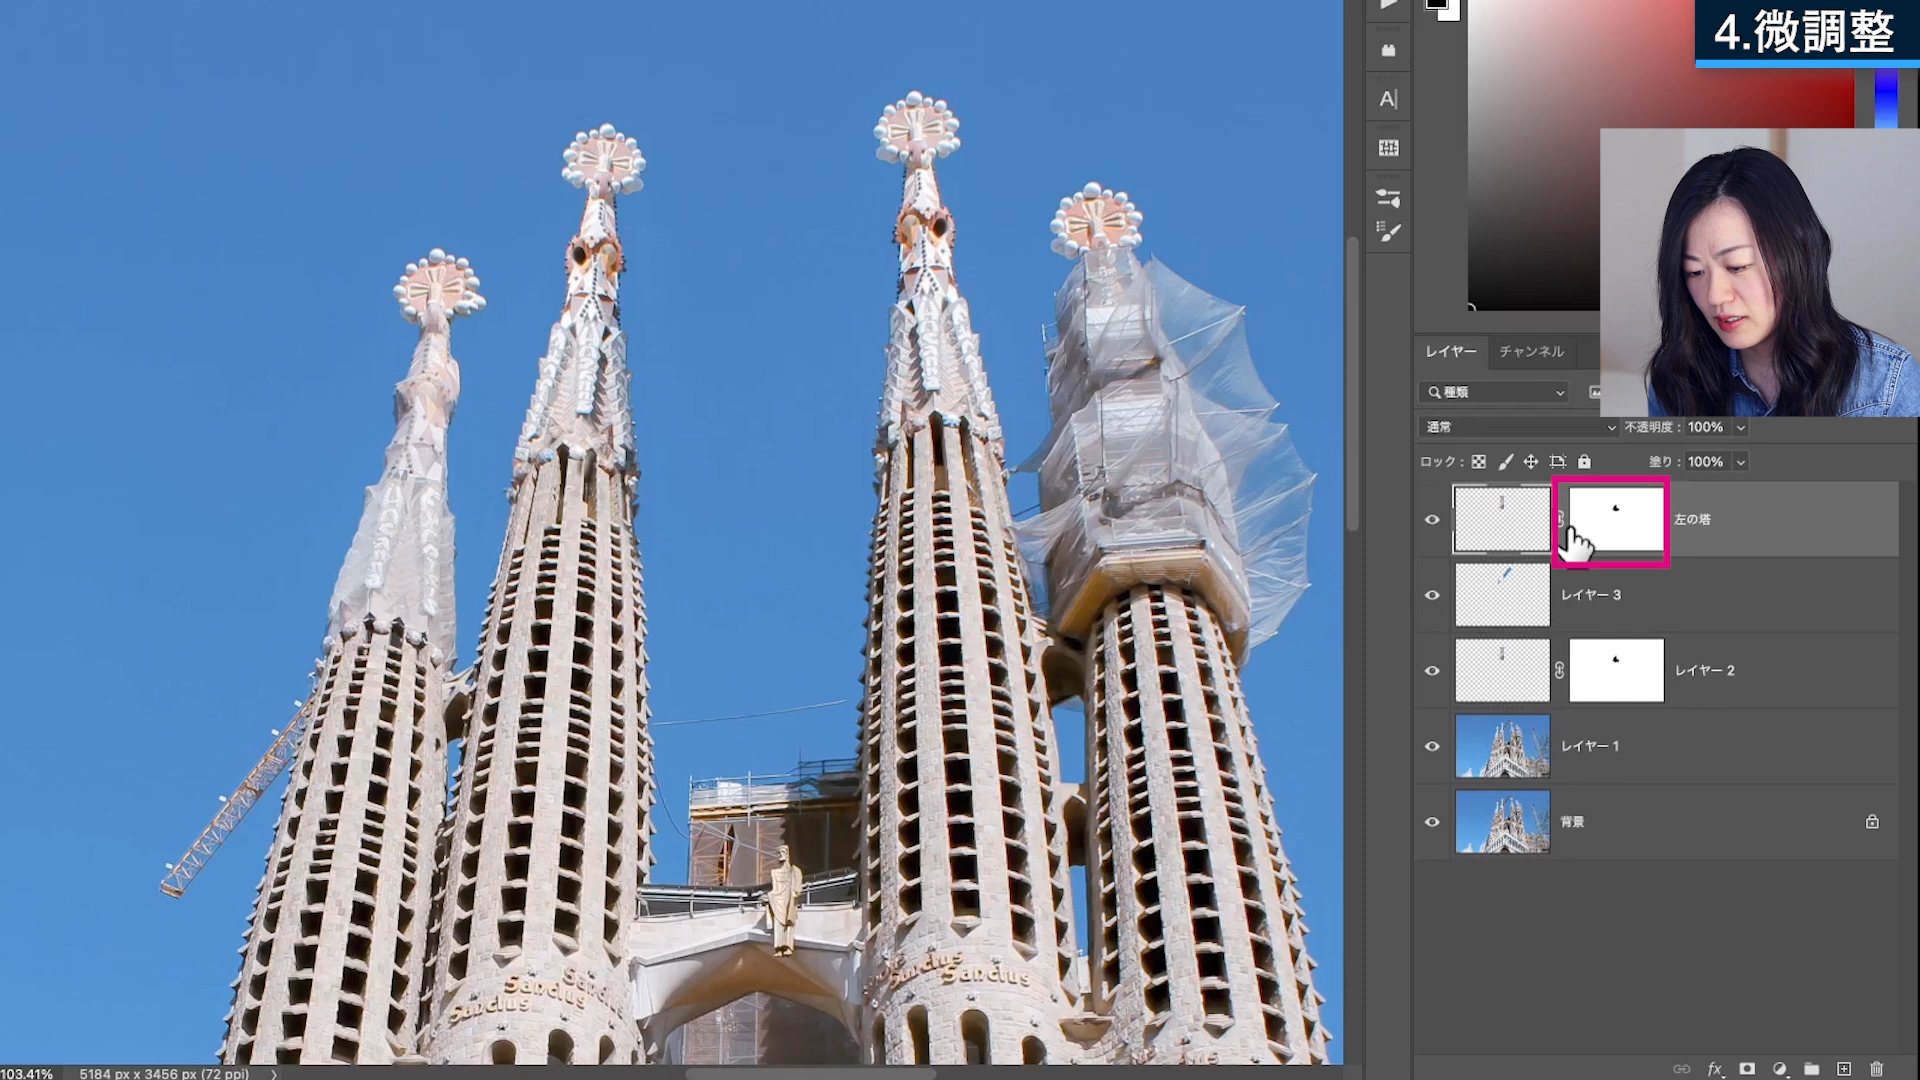 4.微調整
A|
レイヤー チャンネル
種類
通常 不透明度： 100%
ロック： 塗り： 100%
左の塔
レイヤー 3
レイヤー 2
レイヤー 1
背景
Sanctus Sanctus
Sanctus
Sanctus Sanctus
fx
103.41% 5184 px x 3456 px (72 ppi)